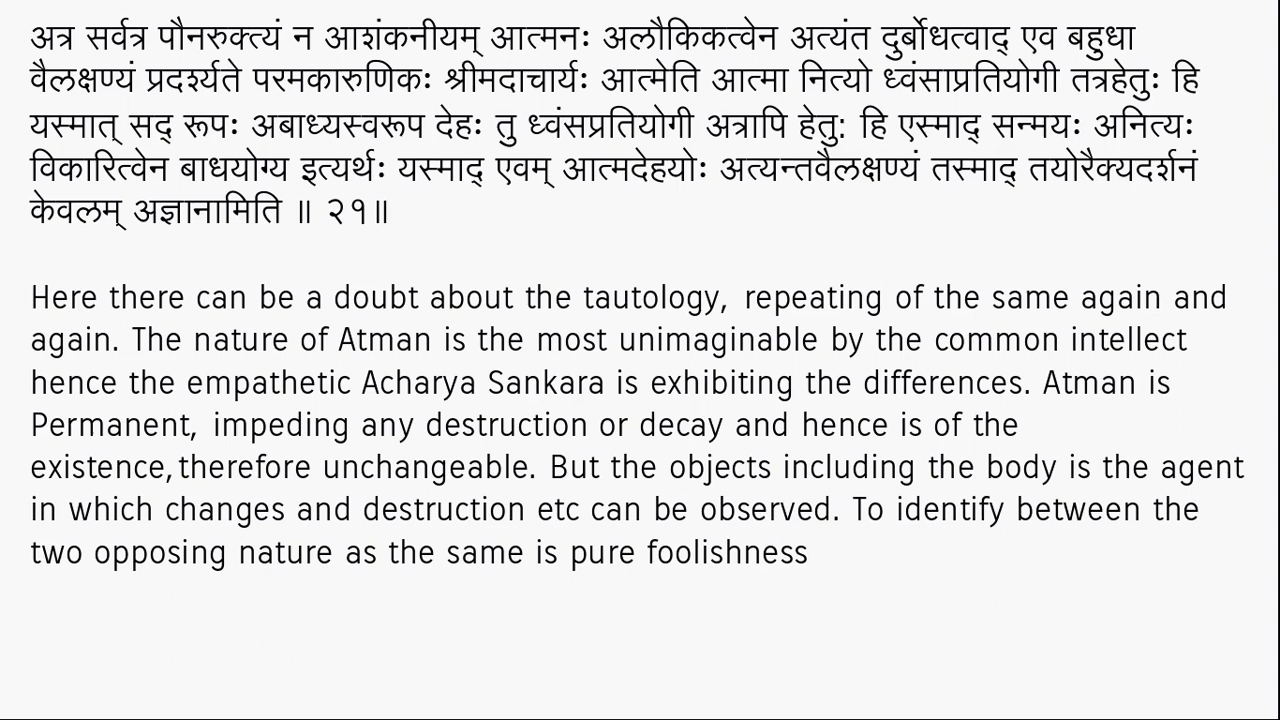 अत्र सर्वत्र पौनरुक्त्यं न आशंकनीयम् आत्मनः अलौकिकत्वेन अत्यंत दुर्बोधत्वाद् एव बहुधा
वैलक्षण्यं प्रदर्श्यते परमकारुणिकः श्रीमदाचार्यः आत्मेति आत्मा नित्यो ध्वंसाप्रतियोगी तत्रहेतुः हि
यस्मात् सद् रूपः अबाध्यस्वरूप देहः तु ध्वंसप्रतियोगी अत्रापि हेतु: हि एस्माद् सन्मयः अनित्यः
विकारित्वेन बाधयोग्य इत्यर्थः यस्माद् एवम् आत्मदेहयोः अत्यन्तवैलक्षण्यं तस्माद् तयोरैक्यदर्शनं
केवलम् अज्ञानामिति ॥ २१॥
Here there can be a doubt about the tautology, repeating of the same again and
again. The nature of Atman is the most unimaginable by the common intellect
hence the empathetic Acharya Sankara is exhibiting the differences. Atman is
Permanent, impeding any destruction or decay and hence is of the
existence,therefore unchangeable. But the objects including the body is the agent
in which changes and destruction etc can be observed. To identify between the
two opposing nature as the same is pure foolishness